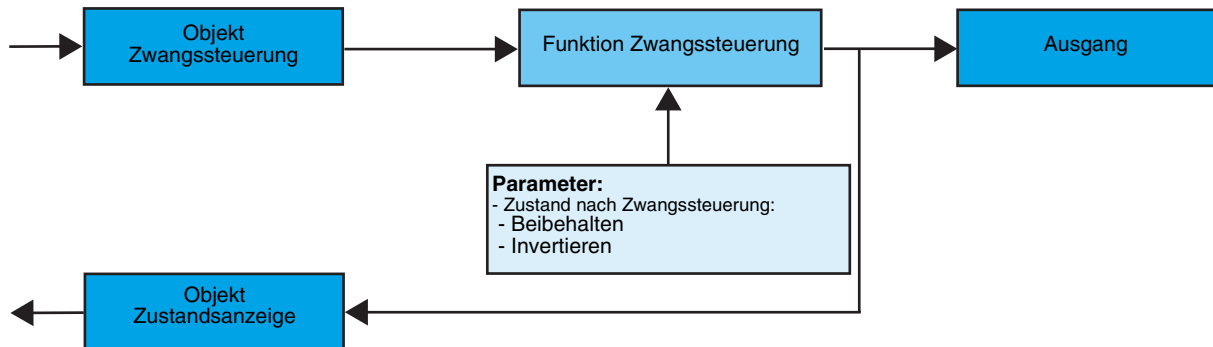 Objekt
Zwangssteuerung
Funktion Zwangssteuerung
Ausgang
Parameter:
- Zustand nach Zwangssteuerung:
- Beibehalten
- Invertieren
Objekt
Zustandsanzeige